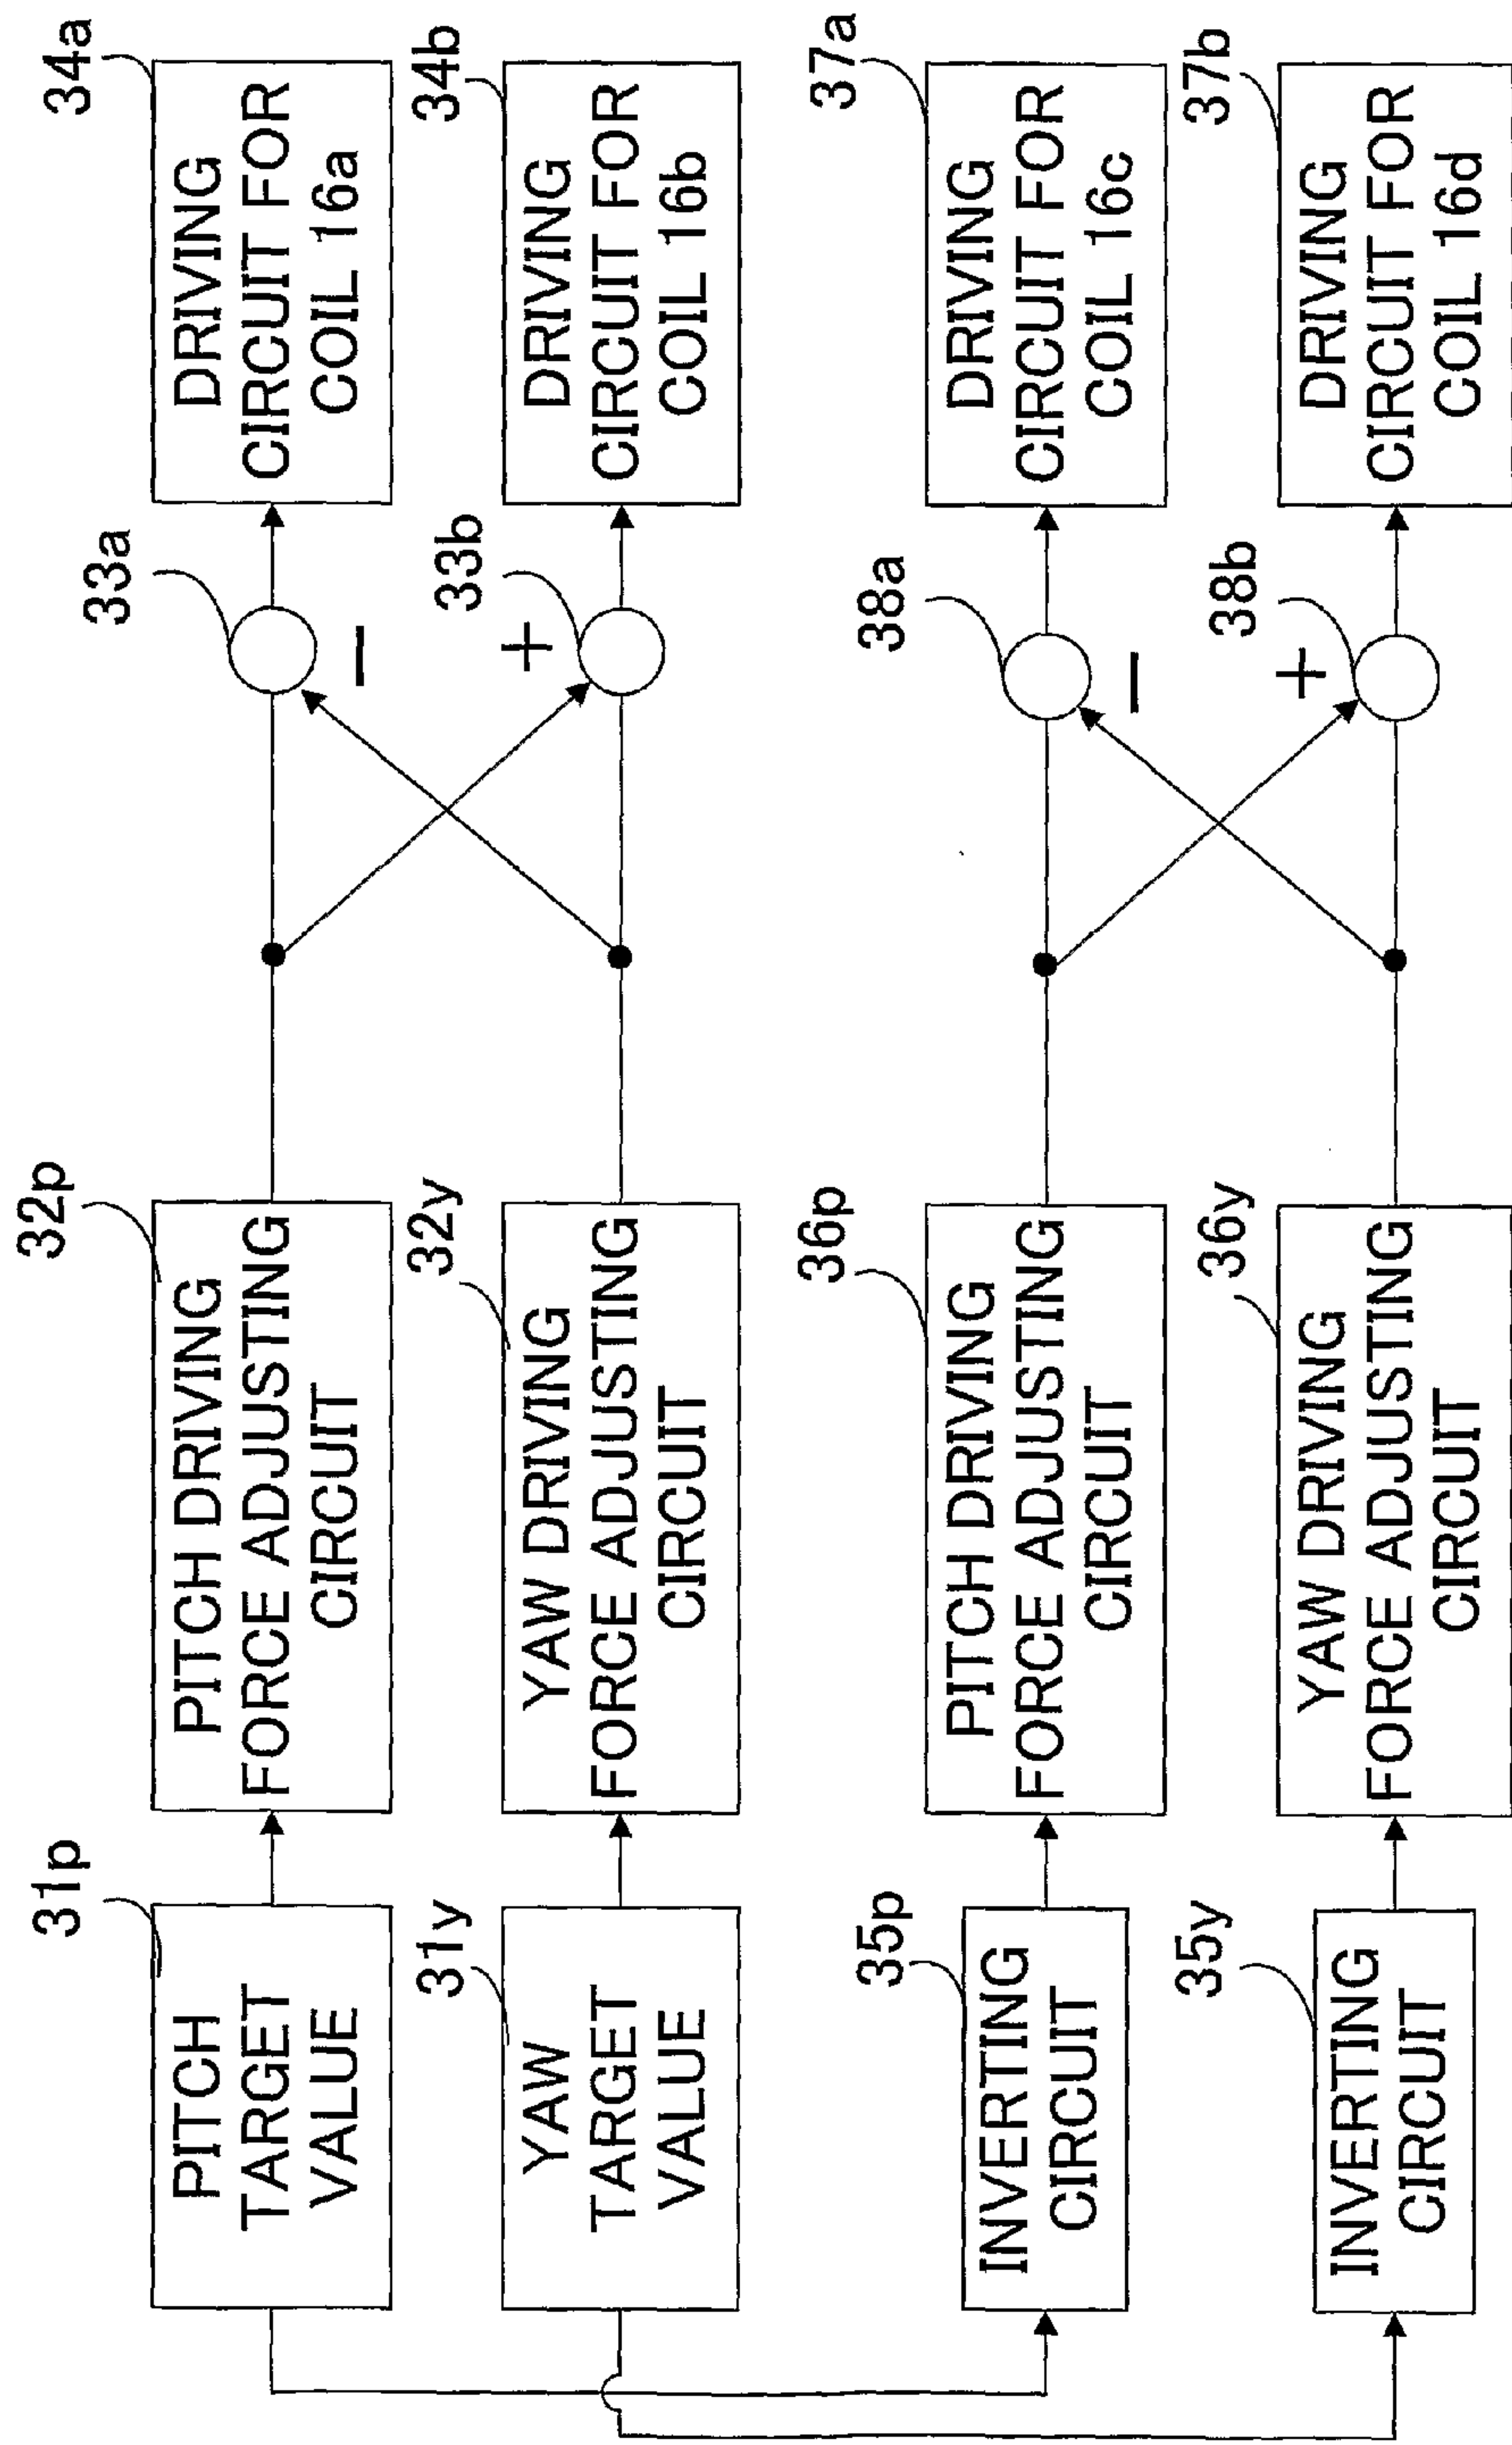 31p
PITCH
TARGET
VALUE
32p
PITCH DRIVING
FORCE ADJUSTING
CIRCUIT
33a
−
34a
DRIVING
CIRCUIT FOR
COIL 16a
31y
YAW
TARGET
VALUE
32y
YAW DRIVING
FORCE ADJUSTING
CIRCUIT
33b
+
34b
DRIVING
CIRCUIT FOR
COIL 16b
35p
INVERTING
CIRCUIT
36p
PITCH DRIVING
FORCE ADJUSTING
CIRCUIT
38a
−
37a
DRIVING
CIRCUIT FOR
COIL 16c
35y
INVERTING
CIRCUIT
36y
YAW DRIVING
FORCE ADJUSTING
CIRCUIT
38b
+
37b
DRIVING
CIRCUIT FOR
COIL 16d